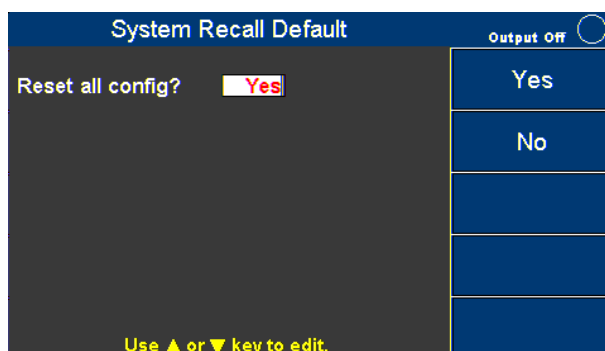 System Recall Default
Output Off
Reset all config? Yes
Yes
No
Use ▲ or ▼ key to edit.